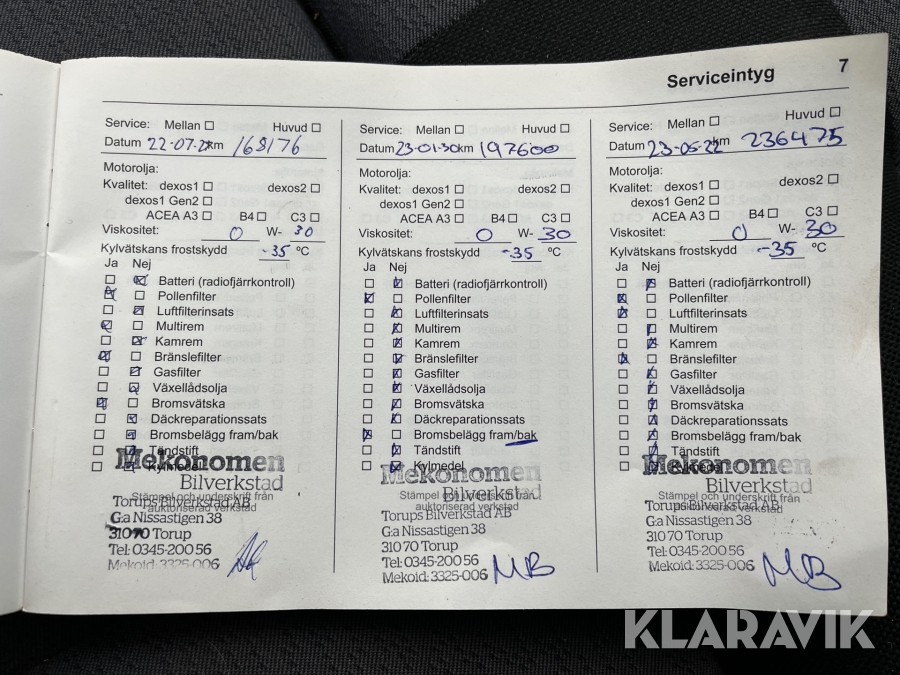 Serviceintyg 7
Service: Mellan Huvud
Datum 22-07-21 km 168176
Motorolja:
Kvalitet: dexos1 dexos2
dexos1 Gen2
ACEA A3 B4 C3
Viskositet: 0 W- 30
Kylvätskans frostskydd -35 °C
Ja Nej
Batteri (radiofjärrkontroll)
Pollenfilter
Luftfilterinsats
Multirem
Kamrem
Bränslefilter
Gasfilter
Växellådsolja
Bromsvätska
Däckreparationssats
Bromsbelägg fram/bak
Tändstift
Kylmedel
Mekonomen
Bilverkstad
Stämpel och underskrift från
auktoriserad verkstad
Torups Bilverkstad AB
G:a Nissastigen 38
310 70 Torup
Tel: 0345-200 56
Mekoid: 3325-006
Service: Mellan Huvud
Datum 23-01-30 km 197600
Motorolja:
Kvalitet: dexos1 dexos2
dexos1 Gen2
ACEA A3 B4 C3
Viskositet: 0 W- 30
Kylvätskans frostskydd -35 °C
Ja Nej
Batteri (radiofjärrkontroll)
Pollenfilter
Luftfilterinsats
Multirem
Kamrem
Bränslefilter
Gasfilter
Växellådsolja
Bromsvätska
Däckreparationssats
Bromsbelägg fram/bak
Tändstift
Kylmedel
Mekonomen
Bilverkstad
Stämpel och underskrift från
auktoriserad verkstad
Torups Bilverkstad AB
G:a Nissastigen 38
310 70 Torup
Tel: 0345-200 56
Mekoid: 3325-006
MB
Service: Mellan Huvud
Datum 23-05-22 km 236475
Motorolja:
Kvalitet: dexos1 dexos2
dexos1 Gen2
ACEA A3 B4 C3
Viskositet: 0 W- 30
Kylvätskans frostskydd -35 °C
Ja Nej
Batteri (radiofjärrkontroll)
Pollenfilter
Luftfilterinsats
Multirem
Kamrem
Bränslefilter
Gasfilter
Växellådsolja
Bromsvätska
Däckreparationssats
Bromsbelägg fram/bak
Tändstift
Kylmedel
Mekonomen
Bilverkstad
Stämpel och underskrift från
auktoriserad verkstad
Torups Bilverkstad AB
G:a Nissastigen 38
310 70 Torup
Tel: 0345-200 56
Mekoid: 3325-006
MB
KLARAVIK